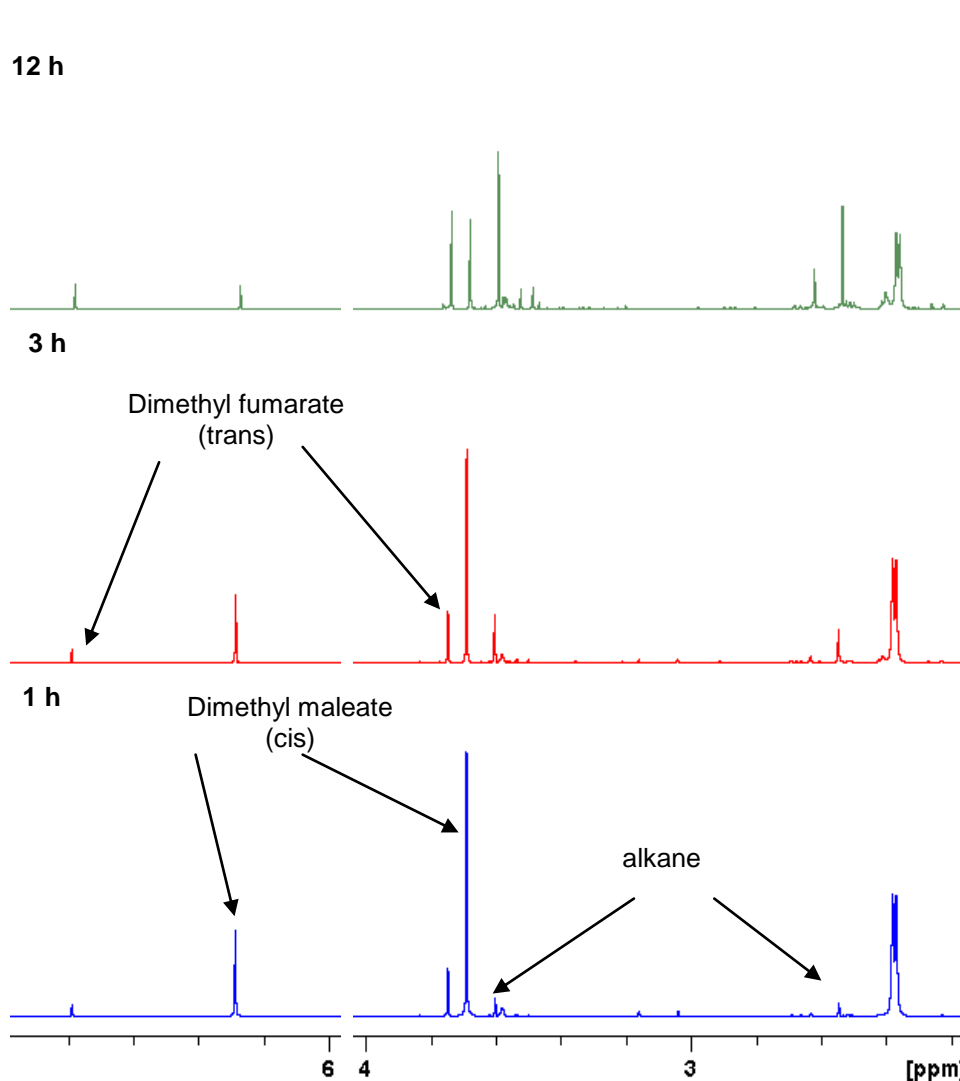 12 h
3 h
Dimethyl fumarate
(trans)
1 h
Dimethyl maleate
(cis)
alkane
6 4 3 [ppm]